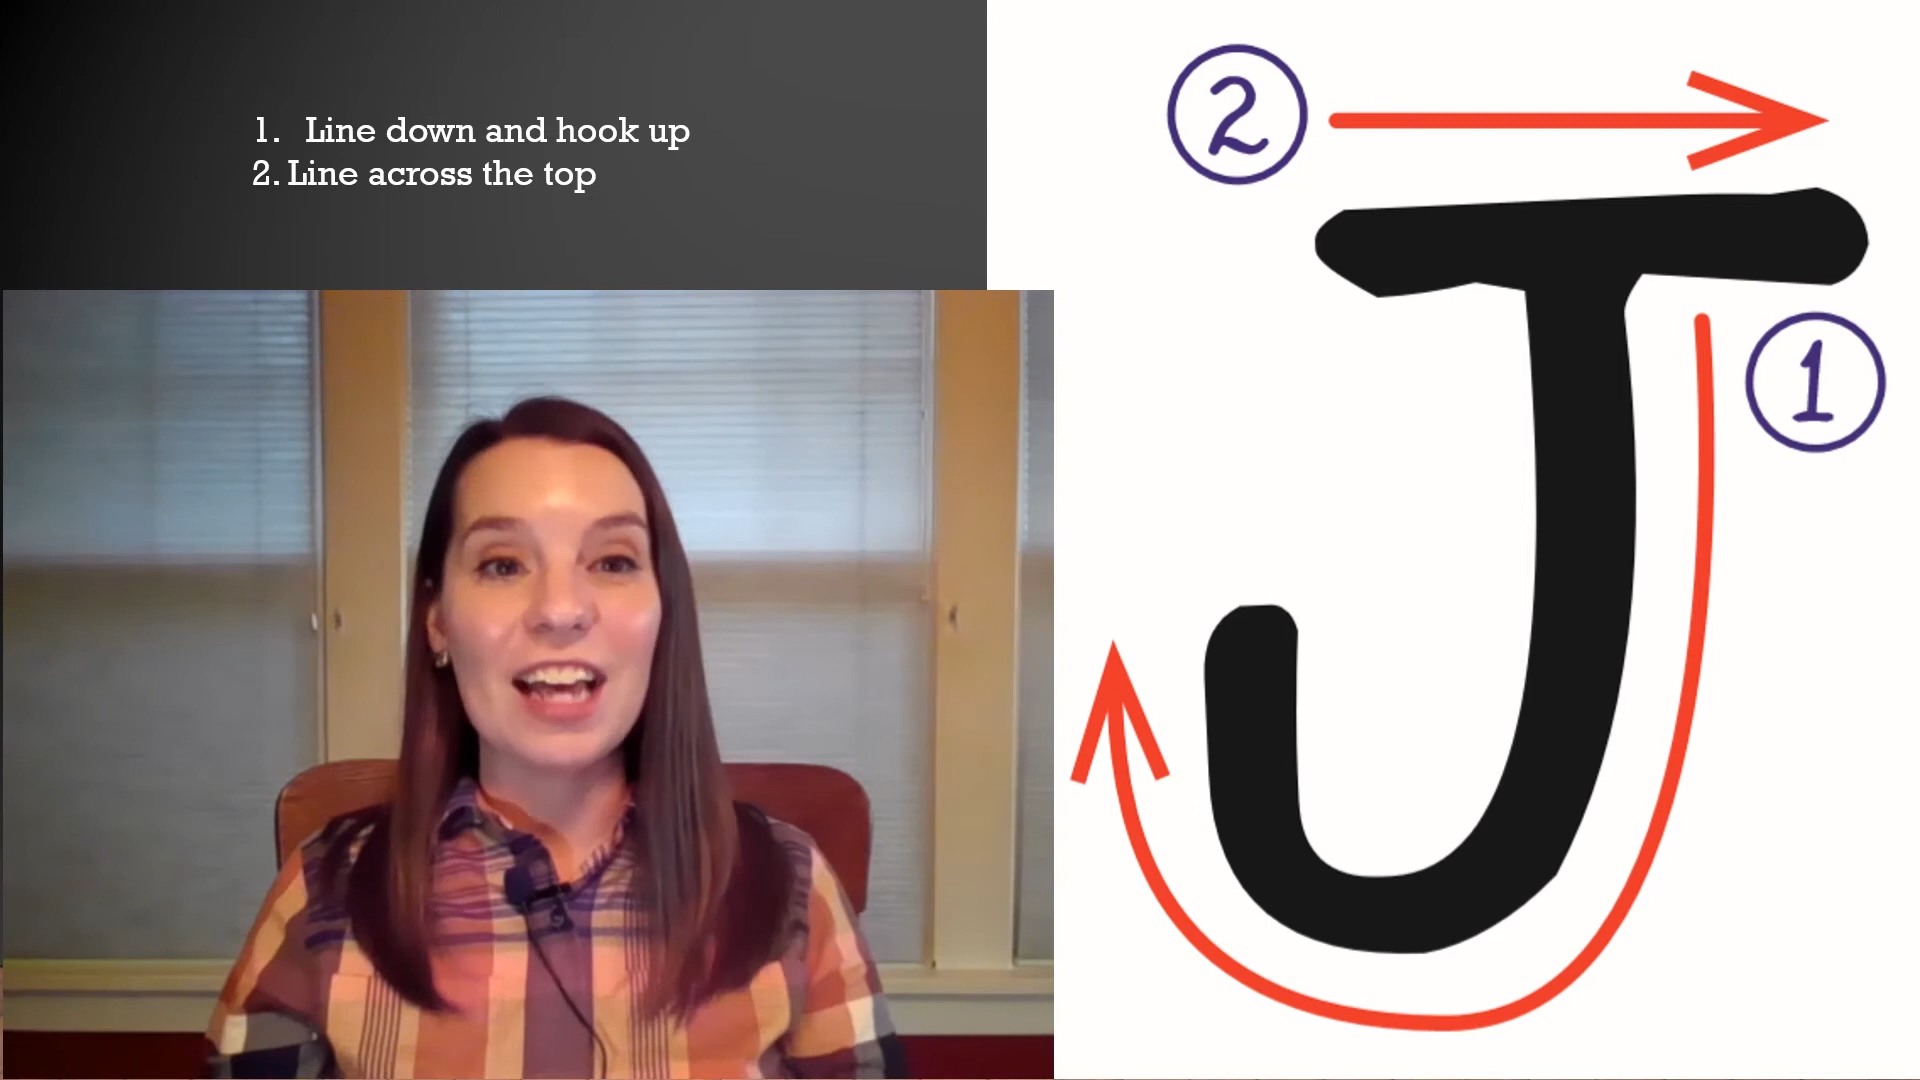 1. Line down and hook up
2. Line across the top
2
J
1